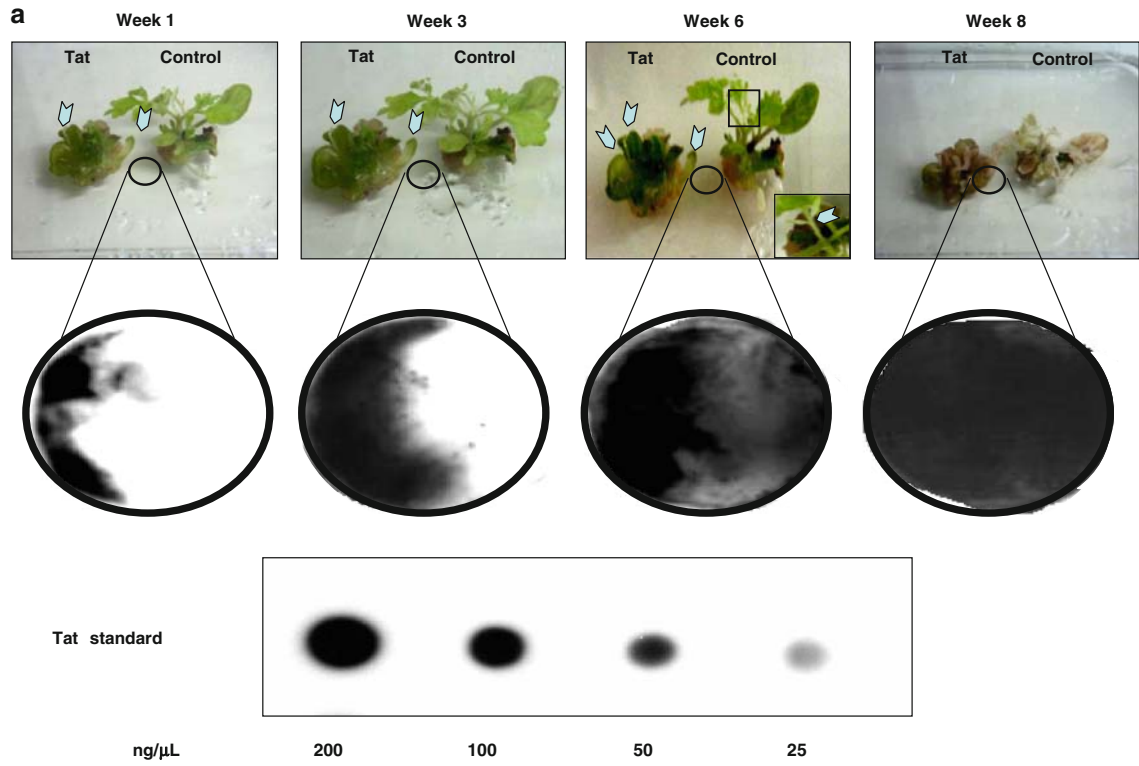 a
Week 1 Week 3 Week 6 Week 8
Tat Control Tat Control Tat Control Tat Control
Tat standard
ng/µL 200 100 50 25